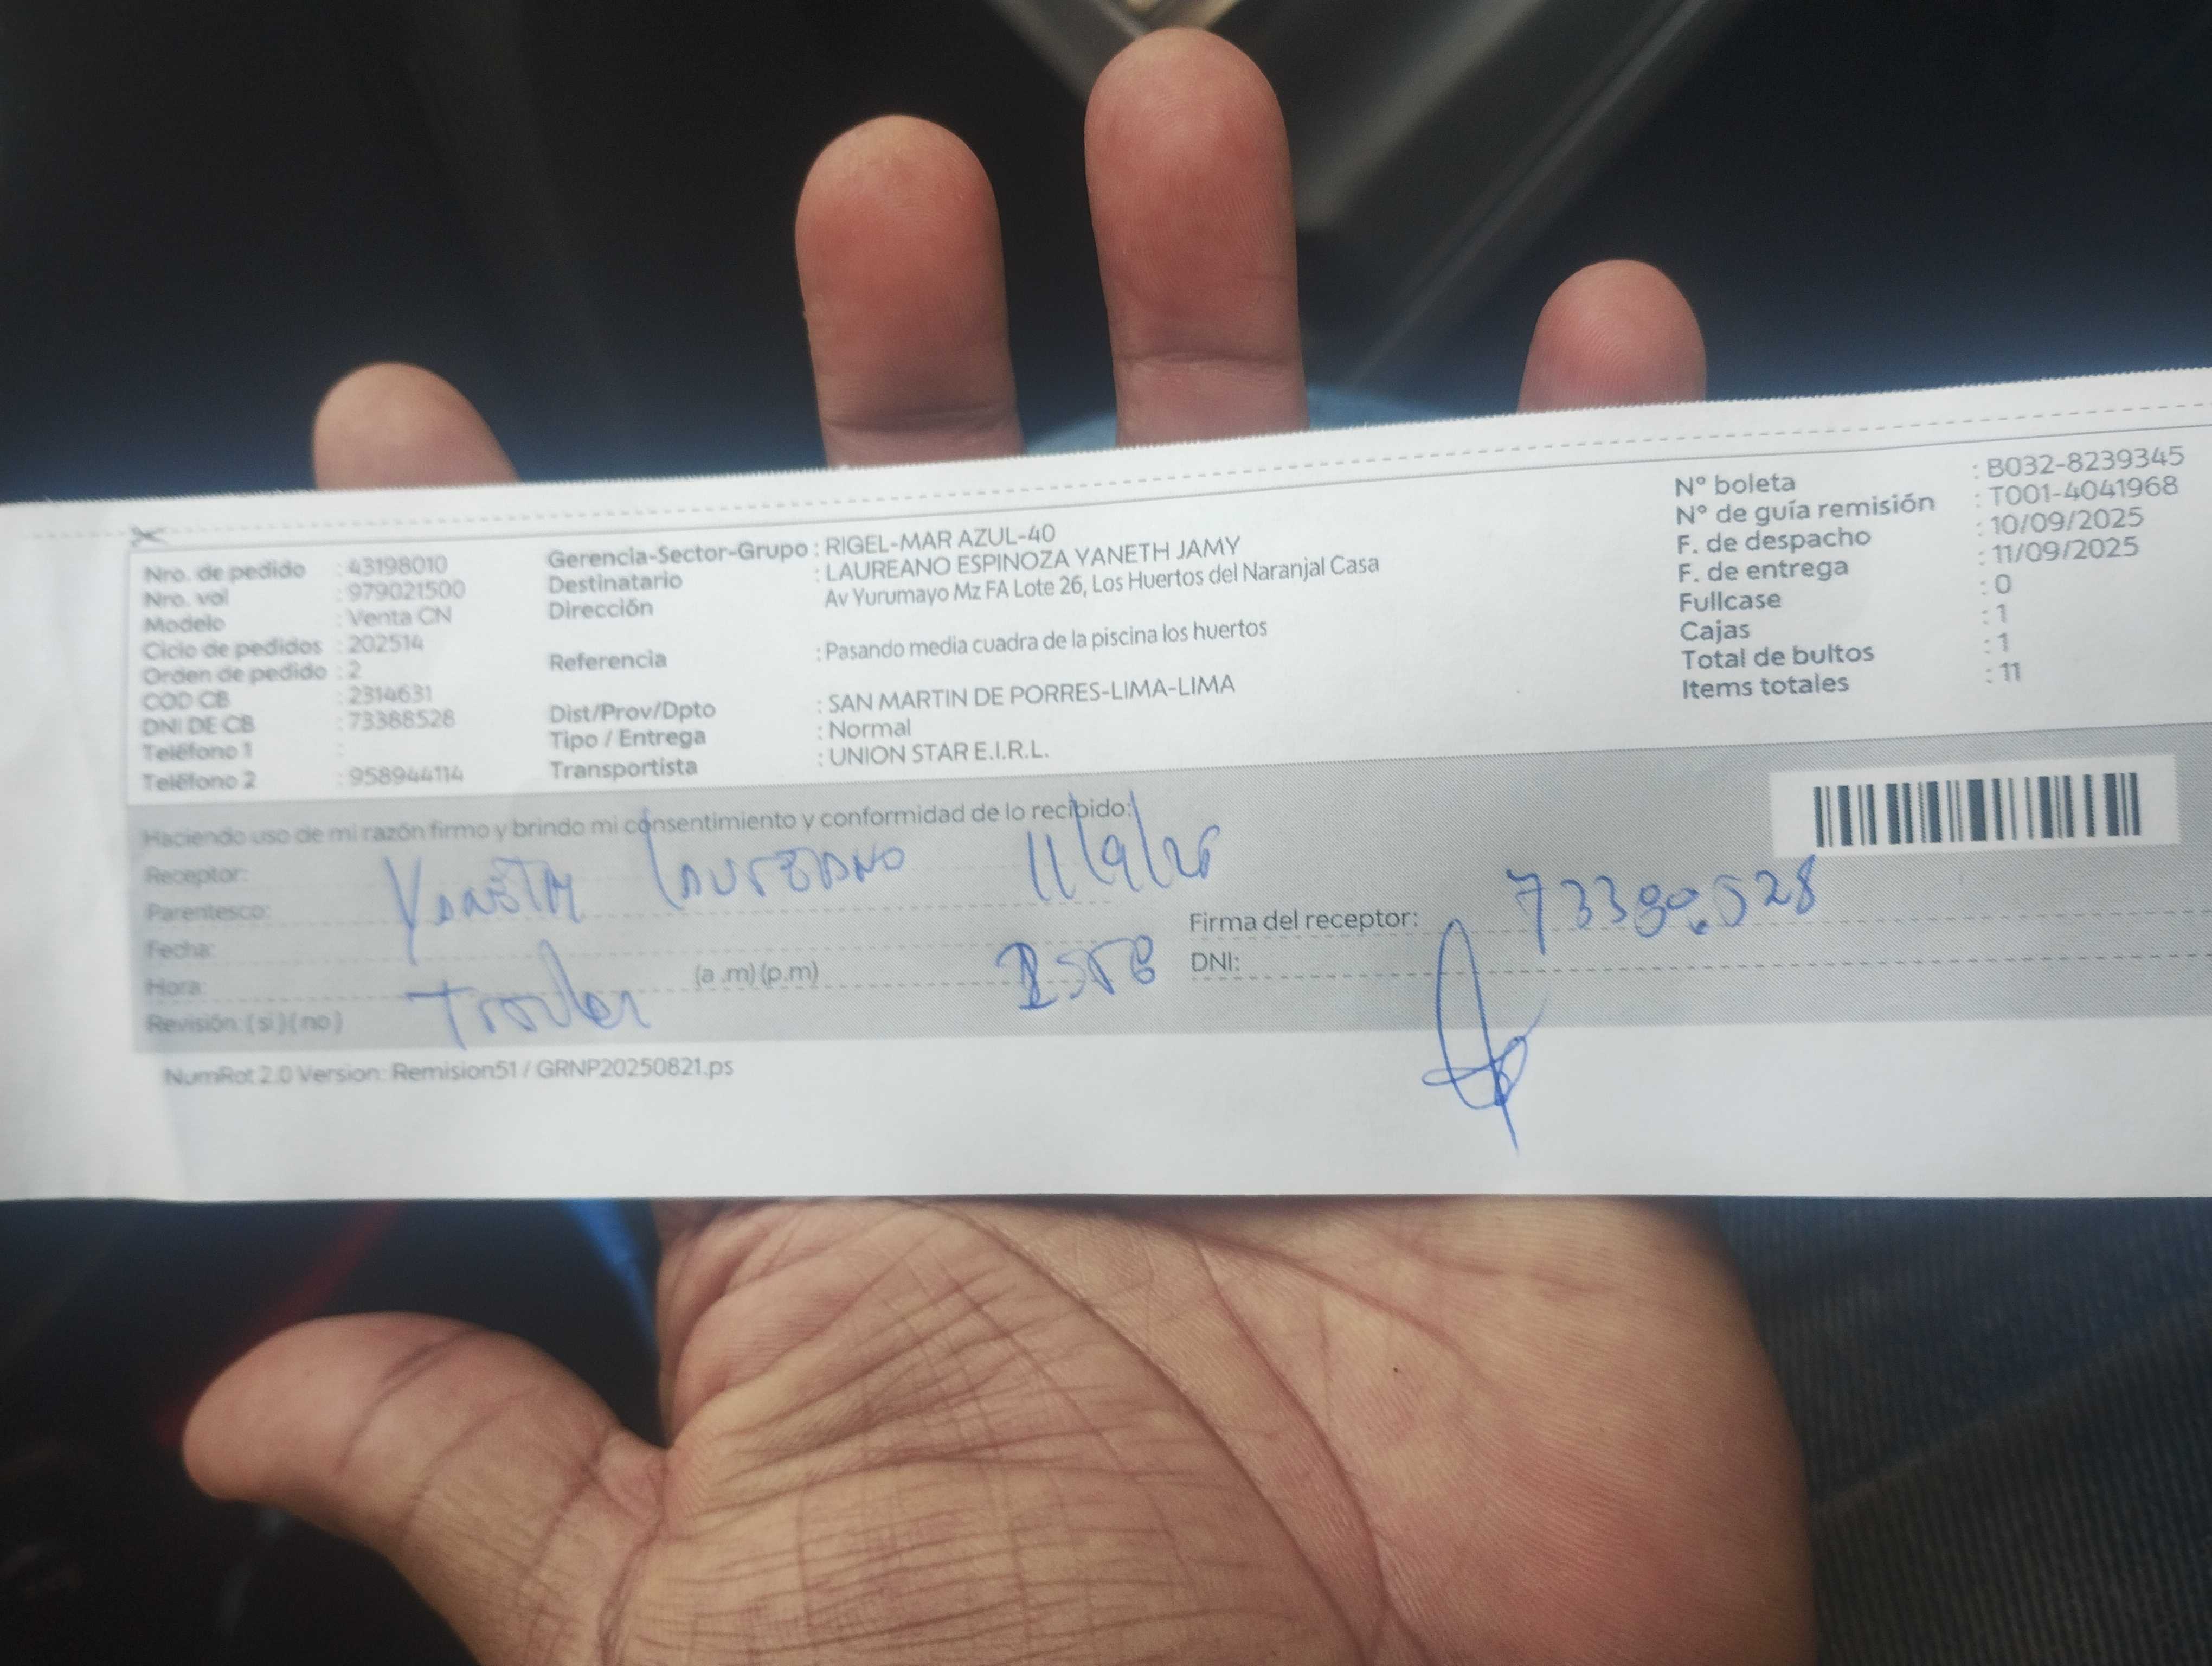 Nro. de pedido : 43198010
Nro. vol : 979021500
Modelo : Venta CN
Ciclo de pedidos : 202514
Orden de pedido : 2
COD CB : 2314631
DNI DE CB : 73388528
Teléfono 1 :
Teléfono 2 : 958944114
Gerencia-Sector-Grupo : RIGEL-MAR AZUL-40
Destinatario : LAUREANO ESPINOZA YANETH JAMY
Dirección Av Yurumayo Mz FA Lote 26, Los Huertos del Naranjal Casa
Referencia : Pasando media cuadra de la piscina los huertos
Dist/Prov/Dpto : SAN MARTIN DE PORRES-LIMA-LIMA
Tipo / Entrega : Normal
Transportista : UNION STAR E.I.R.L.
N° boleta : B032-8239345
N° de guía remisión : T001-4041968
F. de despacho : 10/09/2025
F. de entrega : 11/09/2025
Fullcase : 0
Cajas : 1
Total de bultos : 1
Items totales : 11
Haciendo uso de mi razón firmo y brindo mi consentimiento y conformidad de lo recibido:
Receptor: Yaneth Laureano
Parentesco:
Fecha:
Hora: (a .m) (p.m)
Revisión: ( si ) ( no )
Firma del receptor:
DNI:
NumRot 2.0 Version: Remision51 / GRNP20250821.ps